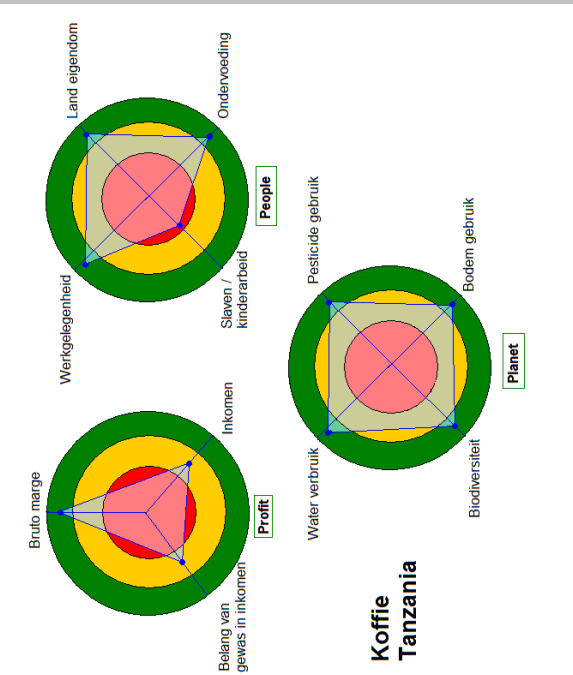 Bruto marge
Belang van
gewas in inkomen
Inkomen
Profit
Werkgelegenheid
Land eigendom
Slaven /
kinderarbeid
Ondervoeding
People
Koffie
Tanzania
Water verbruik
Pesticide gebruik
Biodiversiteit
Bodem gebruik
Planet